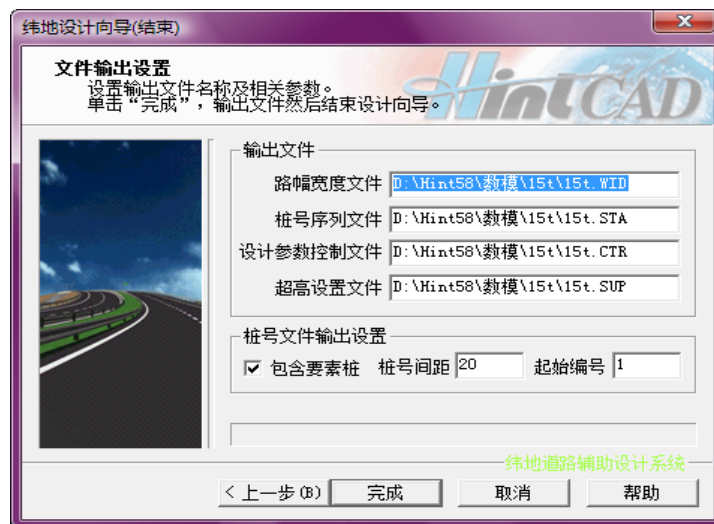 纬地设计向导(结束)
文件输出设置
设置输出文件名称及相关参数。
单击“完成”，输出文件然后结束设计向导。
HintCAD
输出文件
路幅宽度文件 D:\Hint58\数模\15t\15t.WID
桩号序列文件 D:\Hint58\数模\15t\15t.STA
设计参数控制文件 D:\Hint58\数模\15t\15t.CTR
超高设置文件 D:\Hint58\数模\15t\15t.SUP
桩号文件输出设置
包含要素桩 桩号间距 20 起始编号 1
纬地道路辅助设计系统
< 上一步(B) 完成 取消 帮助